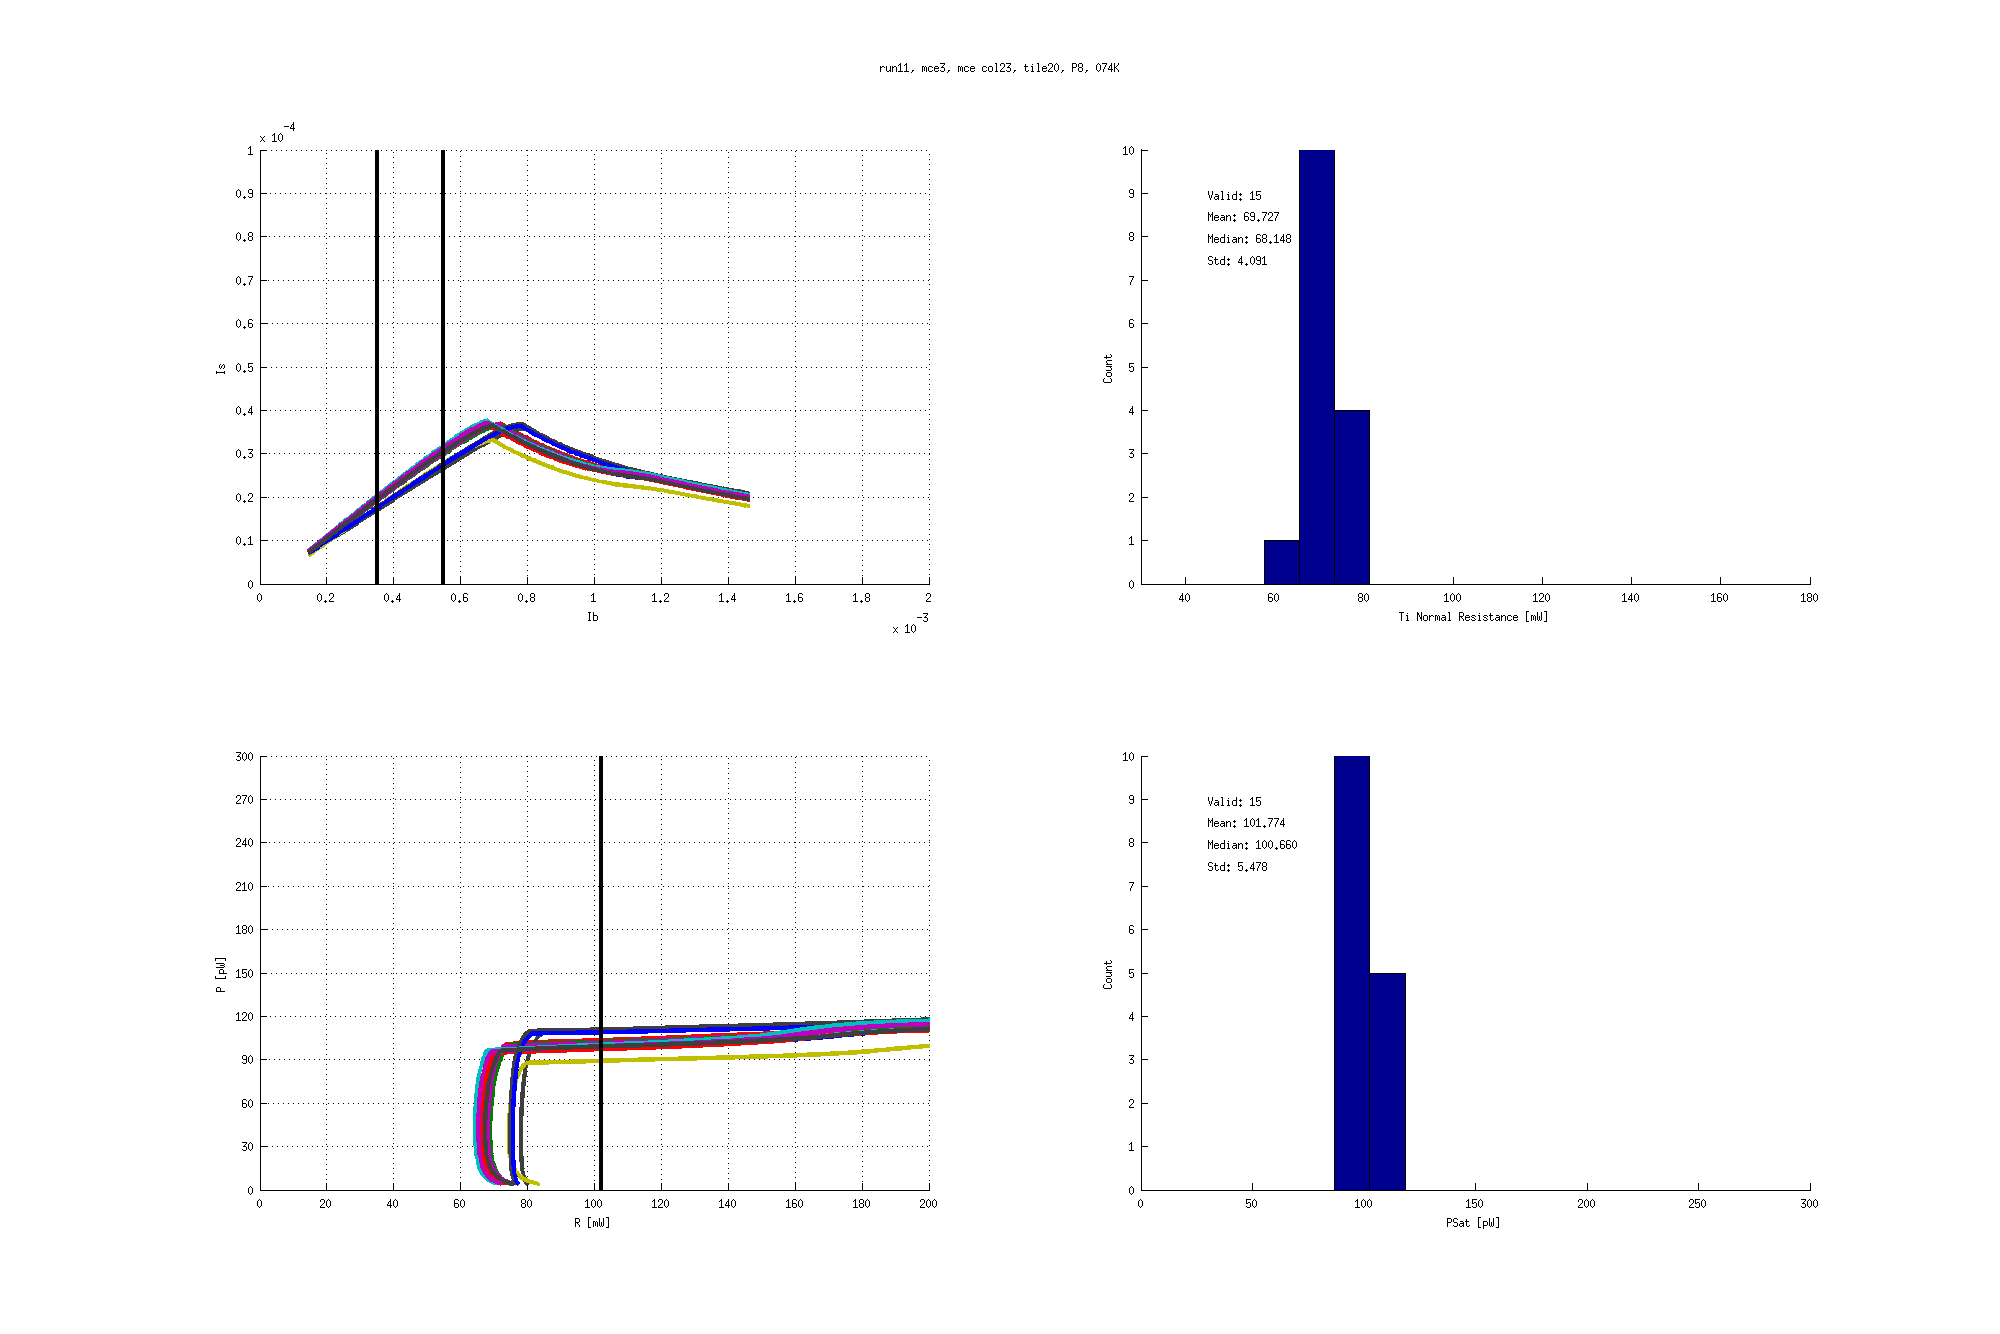 run11, mce3, mce col23, tile20, P8, 074K
x 10
-4
1
0.9
0.8
0.7
0.6
0.5
0.4
0.3
0.2
0.1
0
Is
0 0.2 0.4 0.6 0.8 1 1.2 1.4 1.6 1.8 2
Ib
x 10
-3
10
9
8
7
6
5
4
3
2
1
0
Count
Valid: 15
Mean: 69.727
Median: 68.148
Std: 4.091
40 60 80 100 120 140 160 180
Ti Normal Resistance [mW]
300
270
240
210
180
150
120
90
60
30
0
P [pW]
0 20 40 60 80 100 120 140 160 180 200
R [mW]
10
9
8
7
6
5
4
3
2
1
0
Count
Valid: 15
Mean: 101.774
Median: 100.660
Std: 5.478
0 50 100 150 200 250 300
PSat [pW]